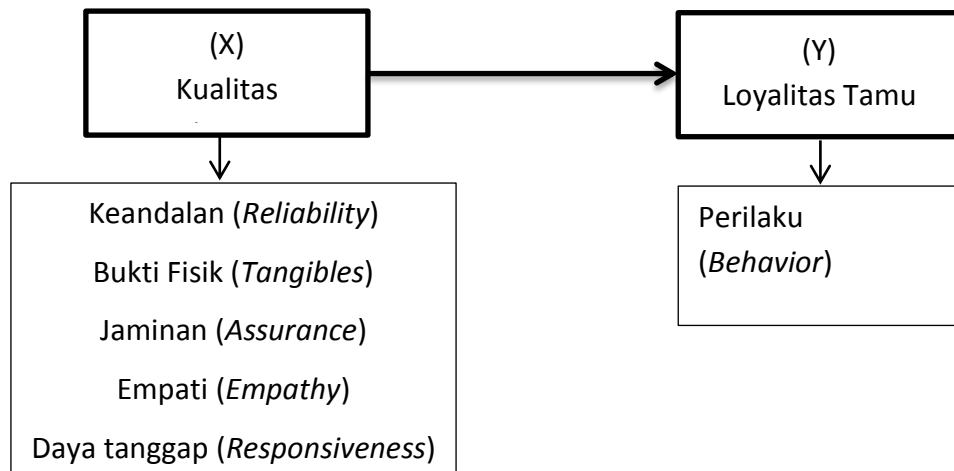 (X)
Kualitas
(Y)
Loyalitas Tamu
Keandalan (Reliability)
Bukti Fisik (Tangibles)
Jaminan (Assurance)
Empati (Empathy)
Daya tanggap (Responsiveness)
Perilaku
(Behavior)